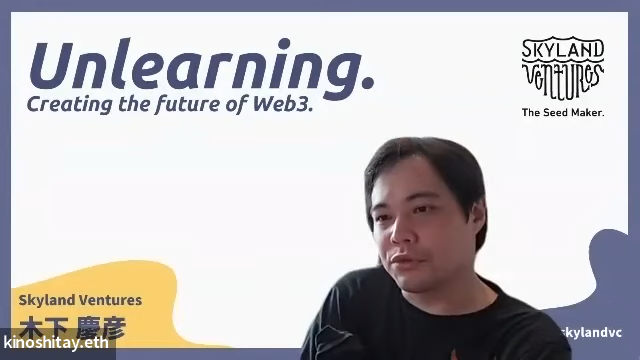 Unlearning.
Creating the future of Web3.
SKYLAND
VENTURES
The Seed Maker.
Skyland Ventures
木下 慶彦
kinoshitay.eth
skylandvc